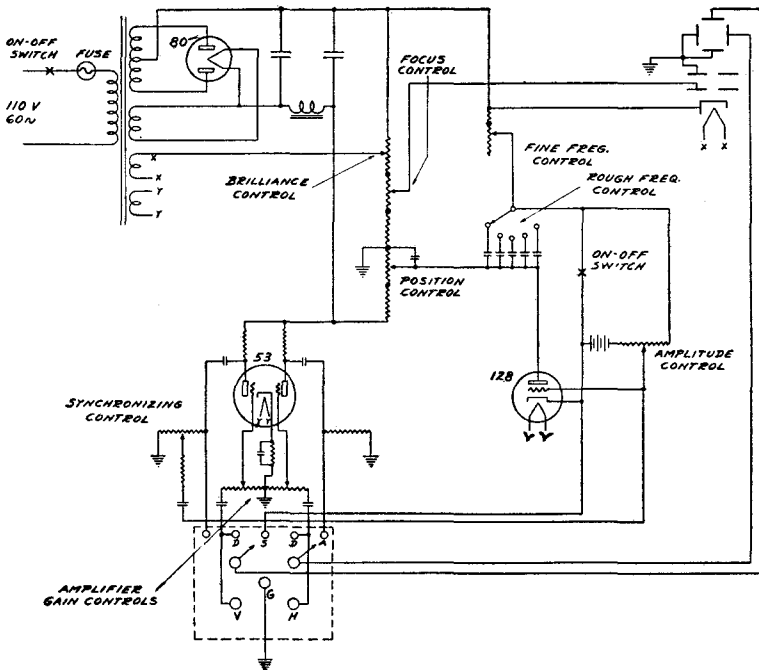 ON-OFF
SWITCH
FUSE
80
110 V
60~
X
X
Y
Y
BRILLIANCE
CONTROL
FOCUS
CONTROL
X X
FINE FREG.
CONTROL
ROUGH FREQ.
CONTROL
ON-OFF
SWITCH
X
POSITION
CONTROL
AMPLITUDE
CONTROL
53
128
Y Y
Y Y
SYNCHRONIZING
CONTROL
D
S
D
A
G
V
H
AMPLIFIER
GAIN CONTROLS